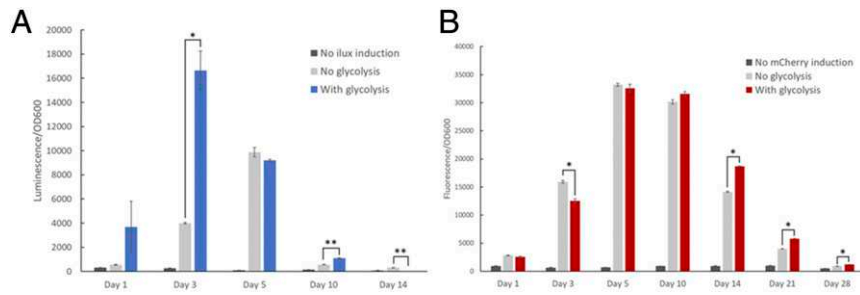 A
20000
18000
16000
14000
12000
10000
8000
6000
4000
2000
0
Luminescence/OD600
*
**
**
No ilux induction
No glycolysis
With glycolysis
Day 1 Day 3 Day 5 Day 10 Day 14
B
40000
35000
30000
25000
20000
15000
10000
5000
0
Fluorescence/OD600
*
*
*
*
No mCherry induction
No glycolysis
With glycolysis
Day 1 Day 3 Day 5 Day 10 Day 14 Day 21 Day 28